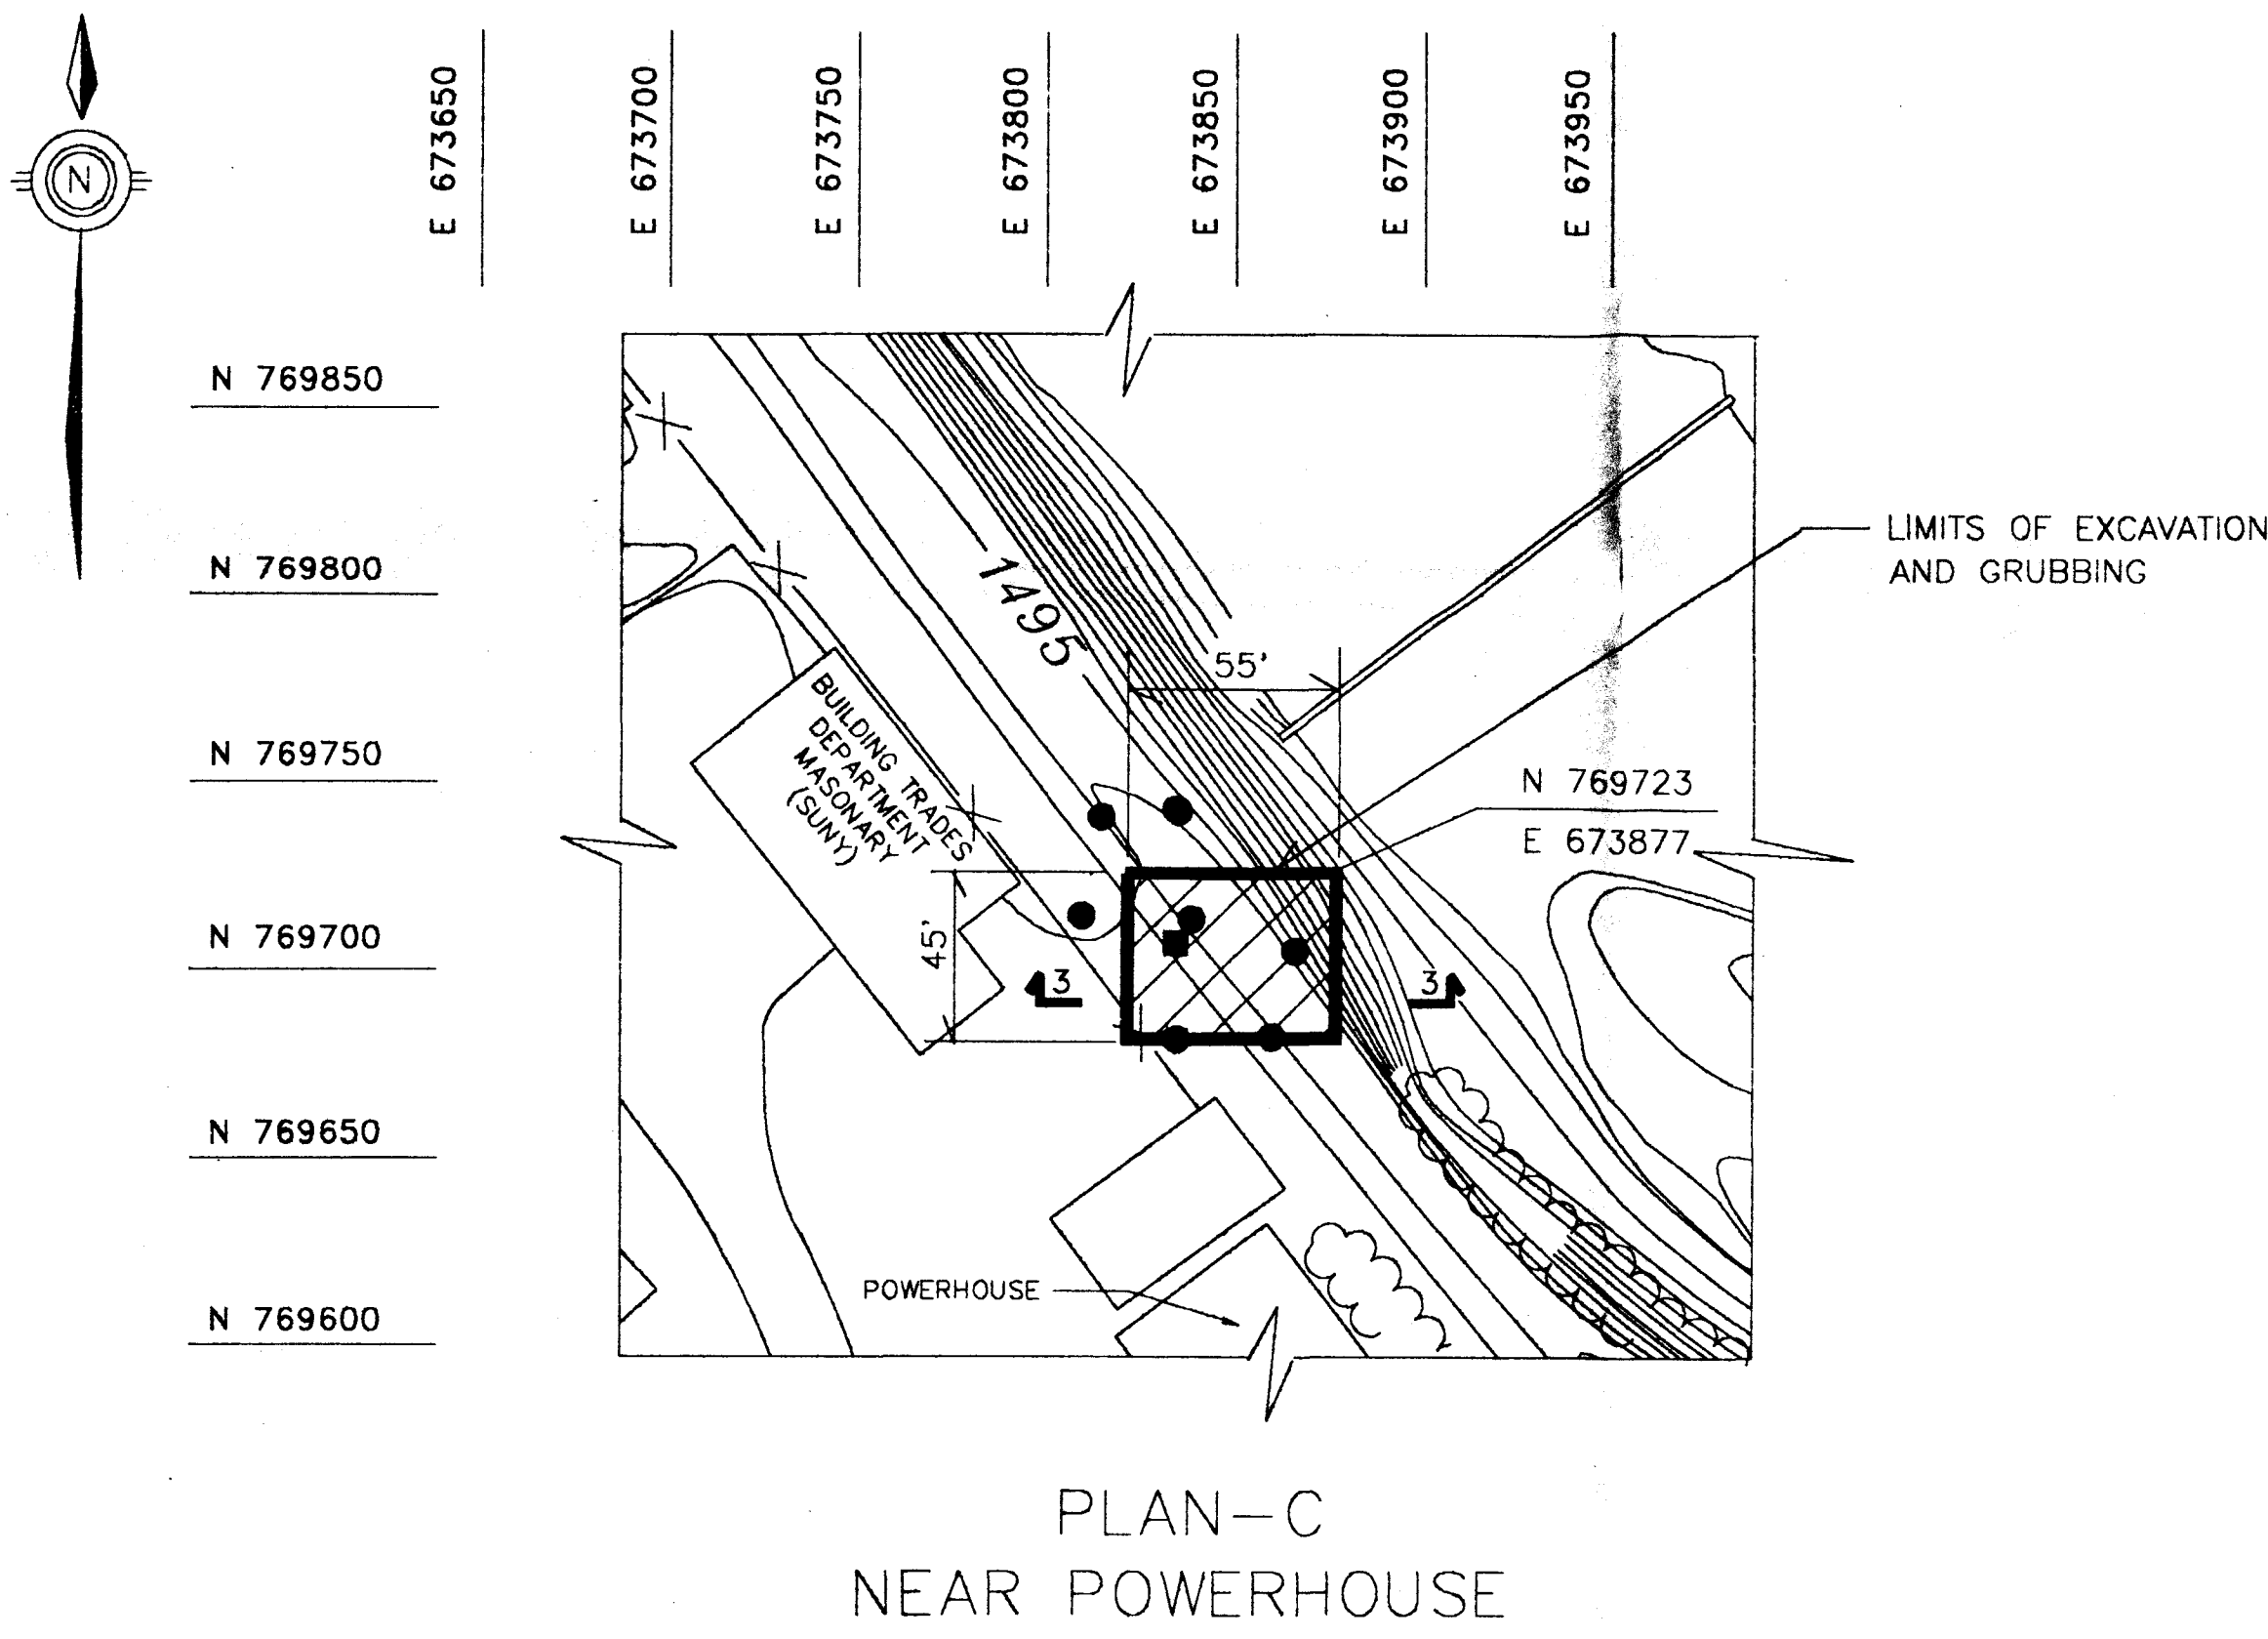 E 673650
E 673700
E 673750
E 673800
E 673850
E 673900
E 673950
N
N 769850
N 769800
N 769750
N 769700
N 769650
N 769600
LIMITS OF EXCAVATION
AND GRUBBING
1495
55'
BUILDING TRADES
DEPARTMENT
MASONARY
(SUNY)
N 769723
E 673877
45'
3
3
POWERHOUSE
PLAN-C
NEAR POWERHOUSE